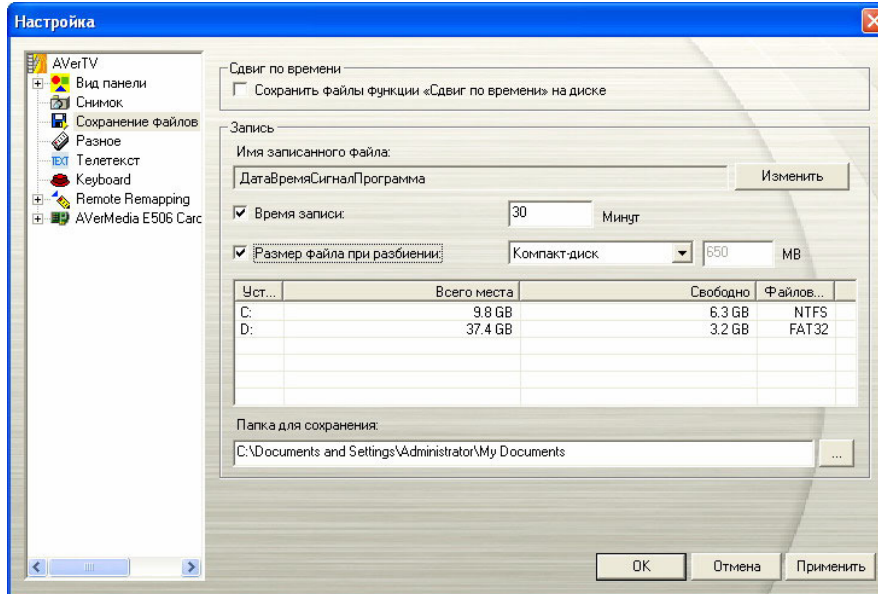 Настройка
AVerTV
Вид панели
Снимок
Сохранение файлов
Разное
TEXT Телетекст
Keyboard
Remote Remapping
AVerMedia E506 Carc
Сдвиг по времени
Сохранить файлы функции «Сдвиг по времени» на диске
Запись
Имя записанного файла:
ДатаВремяСигналПрограмма
Изменить
Время записи:
30
Минут
Размер файла при разбиении:
Компакт-диск
650
MB
Уст... Всего места Свободно Файлов...
C: 9.8 GB 6.3 GB NTFS
D: 37.4 GB 3.2 GB FAT32
Папка для сохранения:
C:\Documents and Settings\Administrator\My Documents
...
OK
Отмена
Применить